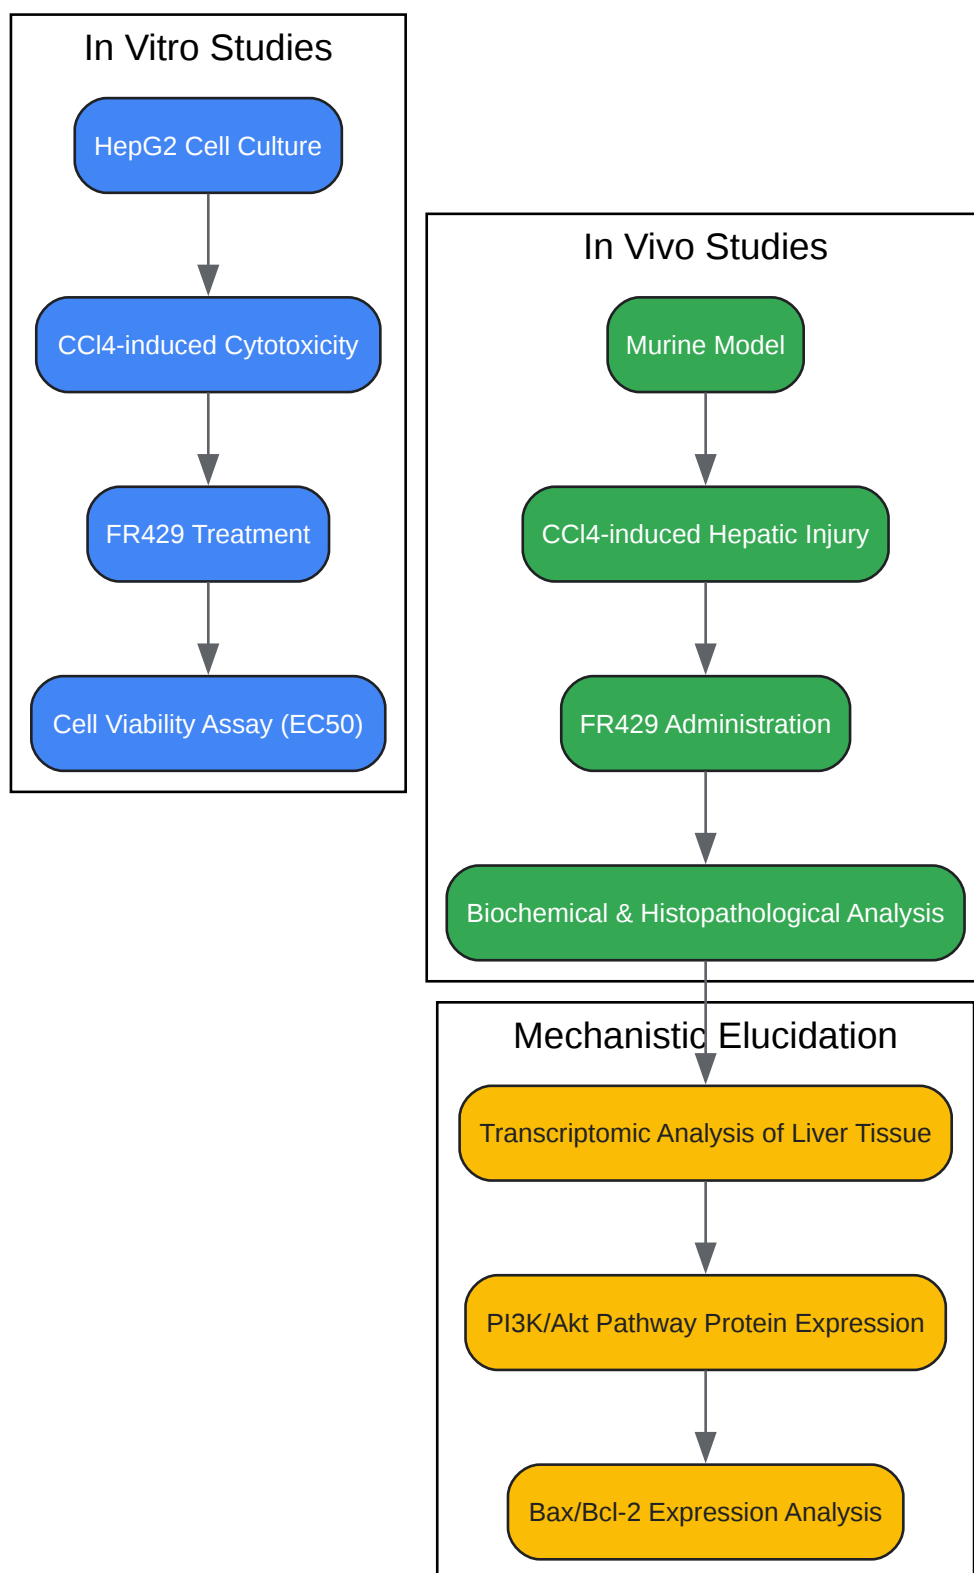 In Vitro Studies
HepG2 Cell Culture
CCl4-induced Cytotoxicity
FR429 Treatment
Cell Viability Assay (EC50)
In Vivo Studies
Murine Model
CCl4-induced Hepatic Injury
FR429 Administration
Biochemical & Histopathological Analysis
Mechanistic Elucidation
Transcriptomic Analysis of Liver Tissue
PI3K/Akt Pathway Protein Expression
Bax/Bcl-2 Expression Analysis